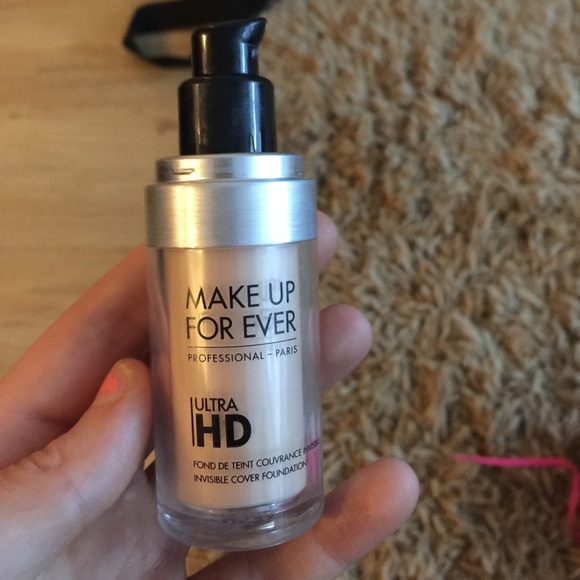 MAKE UP
FOR EVER
PROFESSIONAL – PARIS
ULTRA
HD
FOND DE TEINT COUVRANCE
INVISIBLE COVER FOUNDATION